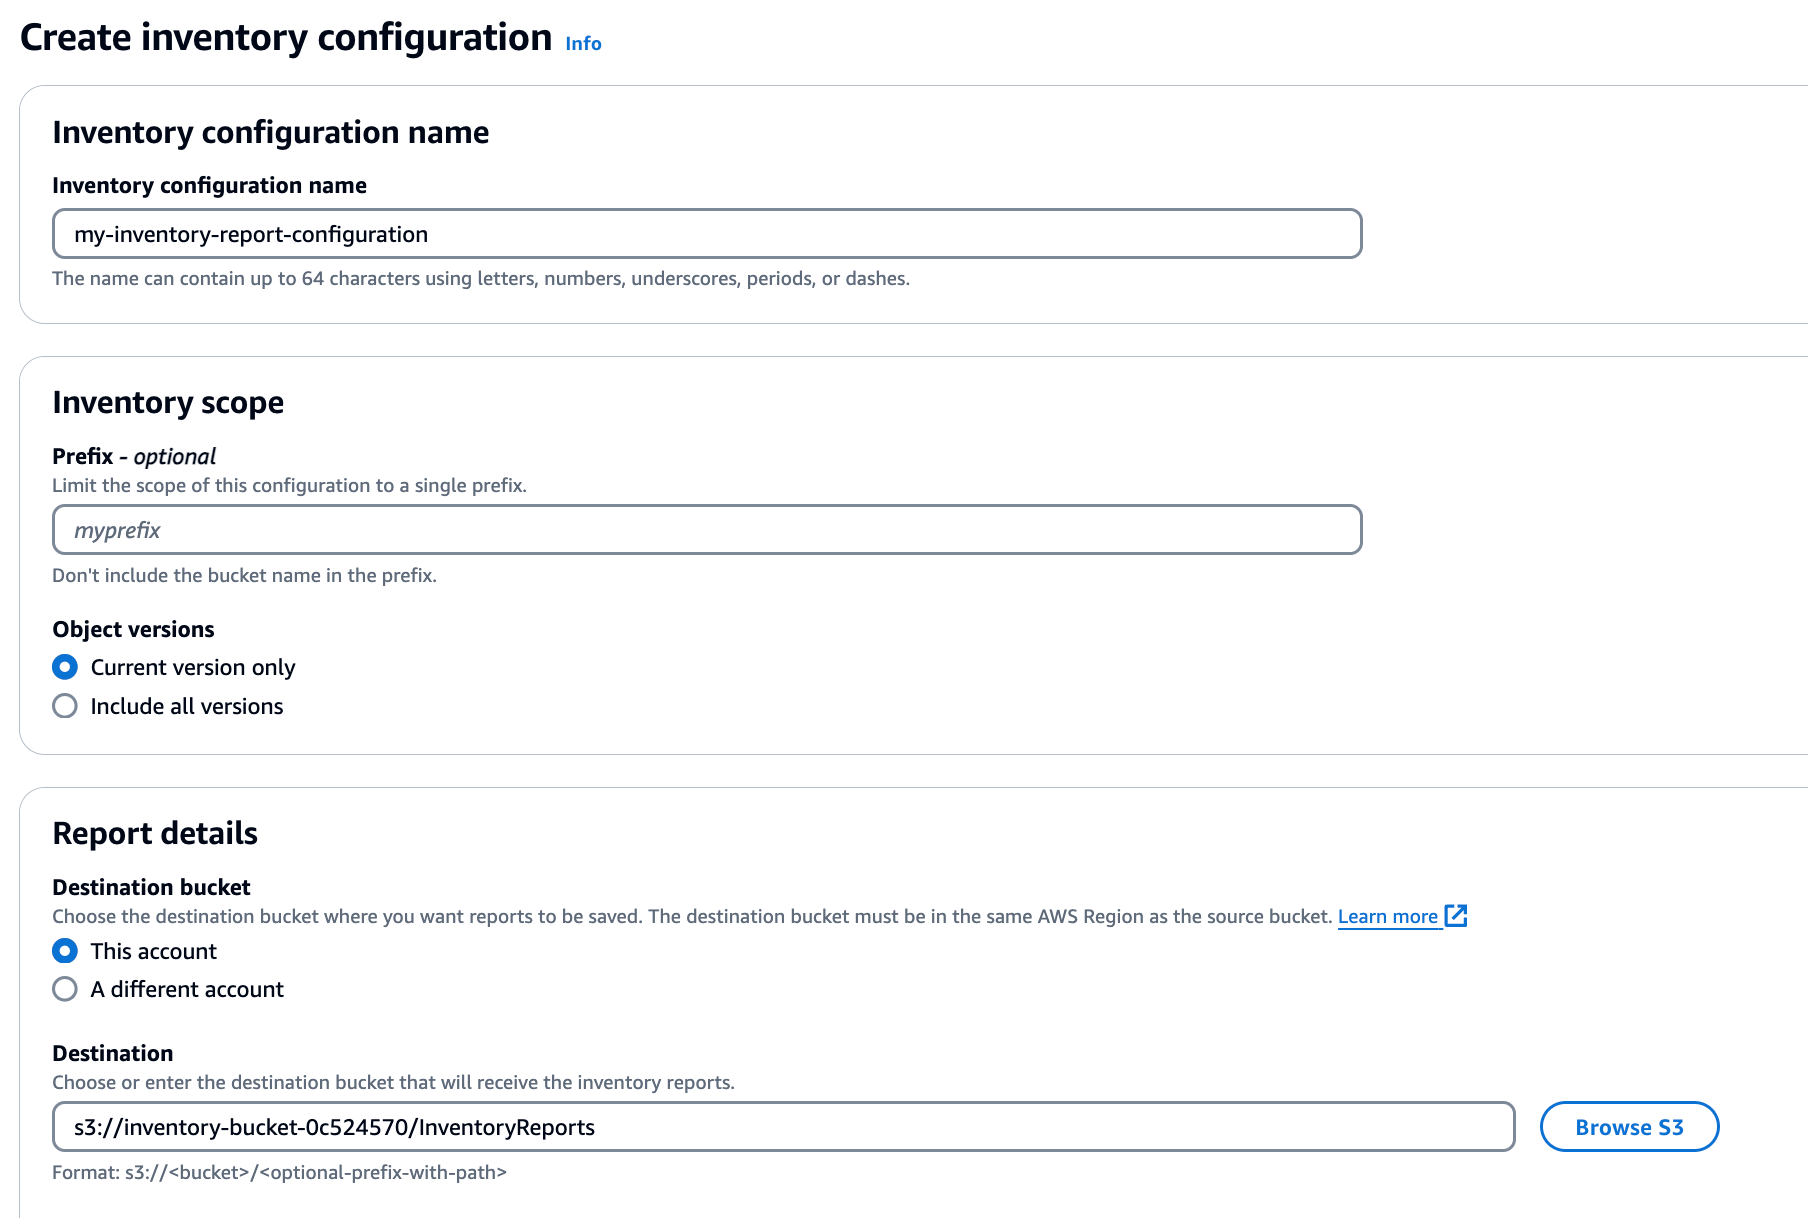 Create inventory configuration Info
Inventory configuration name
Inventory configuration name
my-inventory-report-configuration
The name can contain up to 64 characters using letters, numbers, underscores, periods, or dashes.
Inventory scope
Prefix - optional
Limit the scope of this configuration to a single prefix.
myprefix
Don't include the bucket name in the prefix.
Object versions
Current version only
Include all versions
Report details
Destination bucket
Choose the destination bucket where you want reports to be saved. The destination bucket must be in the same AWS Region as the source bucket. Learn more
This account
A different account
Destination
Choose or enter the destination bucket that will receive the inventory reports.
s3://inventory-bucket-0c524570/InventoryReports
Browse S3
Format: s3://<bucket>/<optional-prefix-with-path>